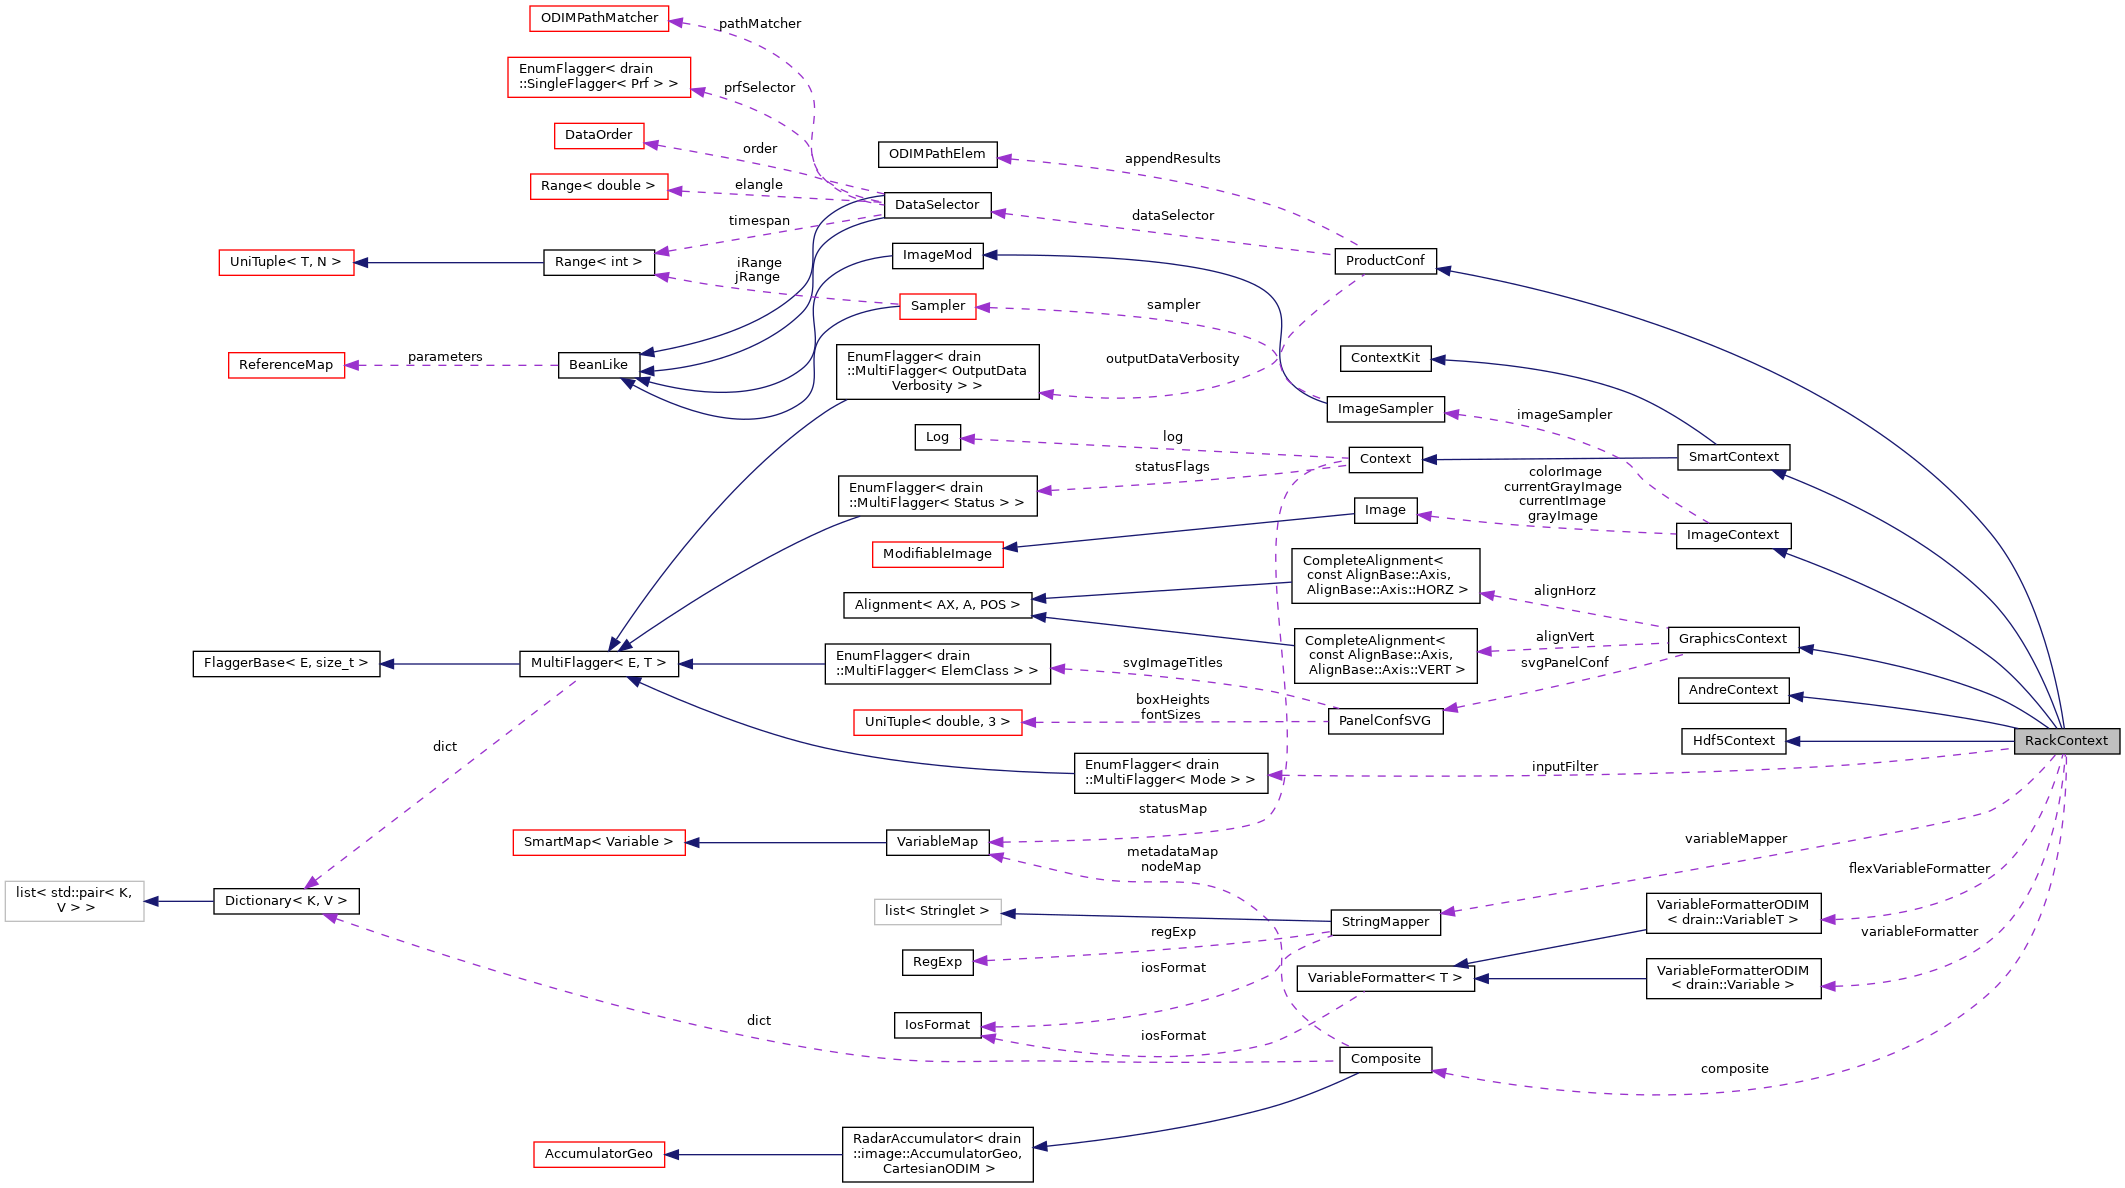 ODIMPathMatcher
pathMatcher
EnumFlagger< drain
::SingleFlagger< Prf > >
prfSelector
DataOrder
order
Range< double >
elangle
timespan
UniTuple< T, N >
Range< int >
iRange
jRange
ReferenceMap
parameters
BeanLike
ODIMPathElem
appendResults
DataSelector
dataSelector
ImageMod
ProductConf
Sampler
sampler
EnumFlagger< drain
::MultiFlagger< OutputData
Verbosity > >
outputDataVerbosity
ContextKit
ImageSampler
imageSampler
Log
log
Context
SmartContext
statusFlags
EnumFlagger< drain
::MultiFlagger< Status > >
colorImage
currentGrayImage
currentImage
grayImage
Image
ImageContext
ModifiableImage
CompleteAlignment<
const AlignBase::Axis,
AlignBase::Axis::HORZ >
alignHorz
Alignment< AX, A, POS >
CompleteAlignment<
const AlignBase::Axis,
AlignBase::Axis::VERT >
alignVert
GraphicsContext
svgPanelConf
FlaggerBase< E, size_t >
MultiFlagger< E, T >
EnumFlagger< drain
::MultiFlagger< ElemClass > >
svgImageTitles
AndreContext
UniTuple< double, 3 >
boxHeights
fontSizes
PanelConfSVG
Hdf5Context
RackContext
dict
EnumFlagger< drain
::MultiFlagger< Mode > >
inputFilter
statusMap
SmartMap< Variable >
VariableMap
variableMapper
metadataMap
nodeMap
flexVariableFormatter
list< std::pair< K,
V > >
Dictionary< K, V >
list< Stringlet >
StringMapper
VariableFormatterODIM
< drain::VariableT >
regExp
RegExp
variableFormatter
iosFormat
VariableFormatter< T >
VariableFormatterODIM
< drain::Variable >
dict
IosFormat
iosFormat
Composite
composite
RadarAccumulator< drain
::image::AccumulatorGeo,
CartesianODIM >
AccumulatorGeo